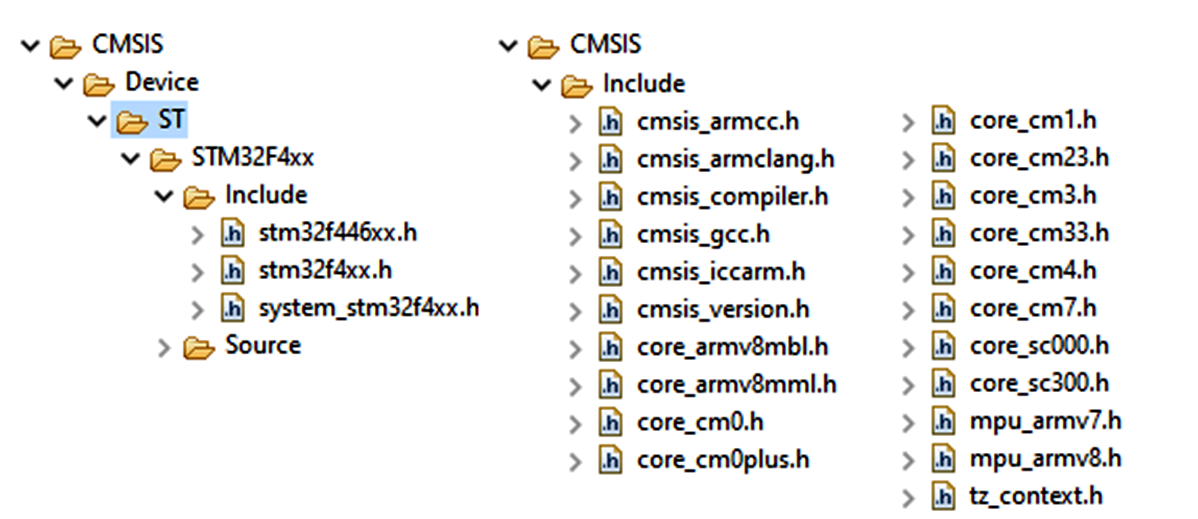 CMSIS
Device
ST
STM32F4xx
Include
stm32f446xx.h
stm32f4xx.h
system_stm32f4xx.h
Source
CMSIS
Include
cmsis_armcc.h
cmsis_armclang.h
cmsis_compiler.h
cmsis_gcc.h
cmsis_iccarm.h
cmsis_version.h
core_armv8mbl.h
core_armv8mml.h
core_cm0.h
core_cm0plus.h
core_cm1.h
core_cm23.h
core_cm3.h
core_cm33.h
core_cm4.h
core_cm7.h
core_sc000.h
core_sc300.h
mpu_armv7.h
mpu_armv8.h
tz_context.h